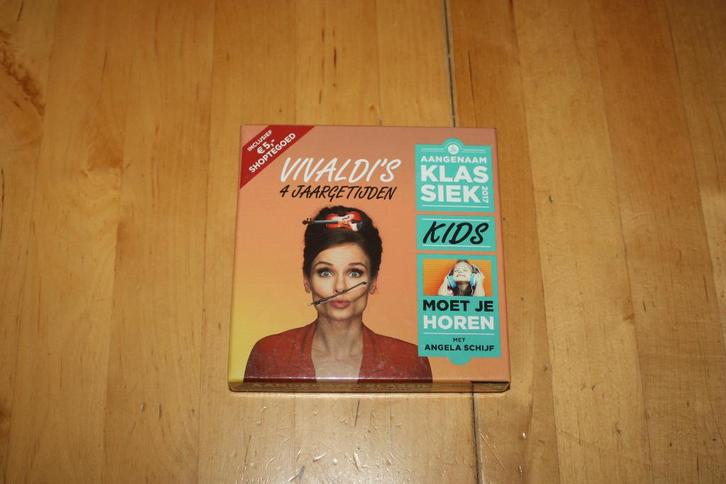 INCLUSIEF
€5,-
SHOPTEGOED
VIVALDI'S
4 JAARGETIJDEN
AANGENAAM
KLAS
SIEK
2017
KIDS
MOET JE
HOREN
MET
ANGELA SCHIJF